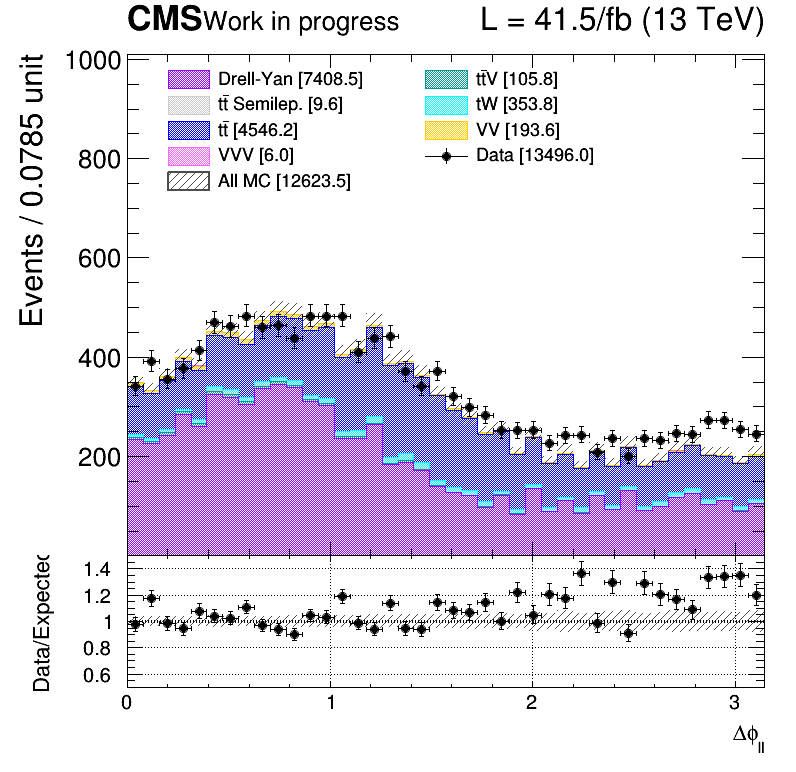 CMS Work in progress L = 41.5/fb (13 TeV)
Events / 0.0785 unit
1000
800
600
400
200
Drell-Yan [7408.5]
tt̄ Semilep. [9.6]
tt̄ [4546.2]
VVV [6.0]
All MC [12623.5]
tt̄V [105.8]
tW [353.8]
VV [193.6]
Data [13496.0]
Data/Expected
1.4
1.2
1
0.8
0.6
0 1 2 3
Δϕ_ll